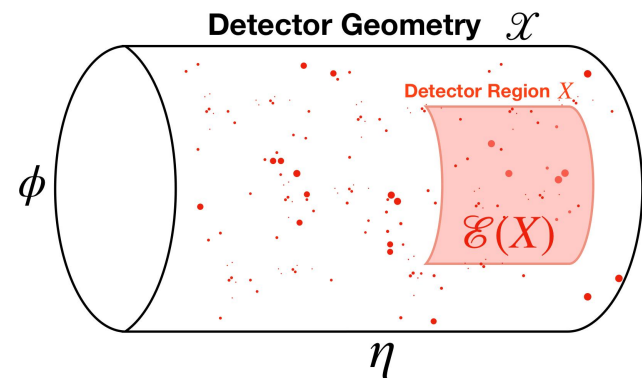 Detector Geometry 𝒳
Detector Region X
ϕ
ℰ(X)
η